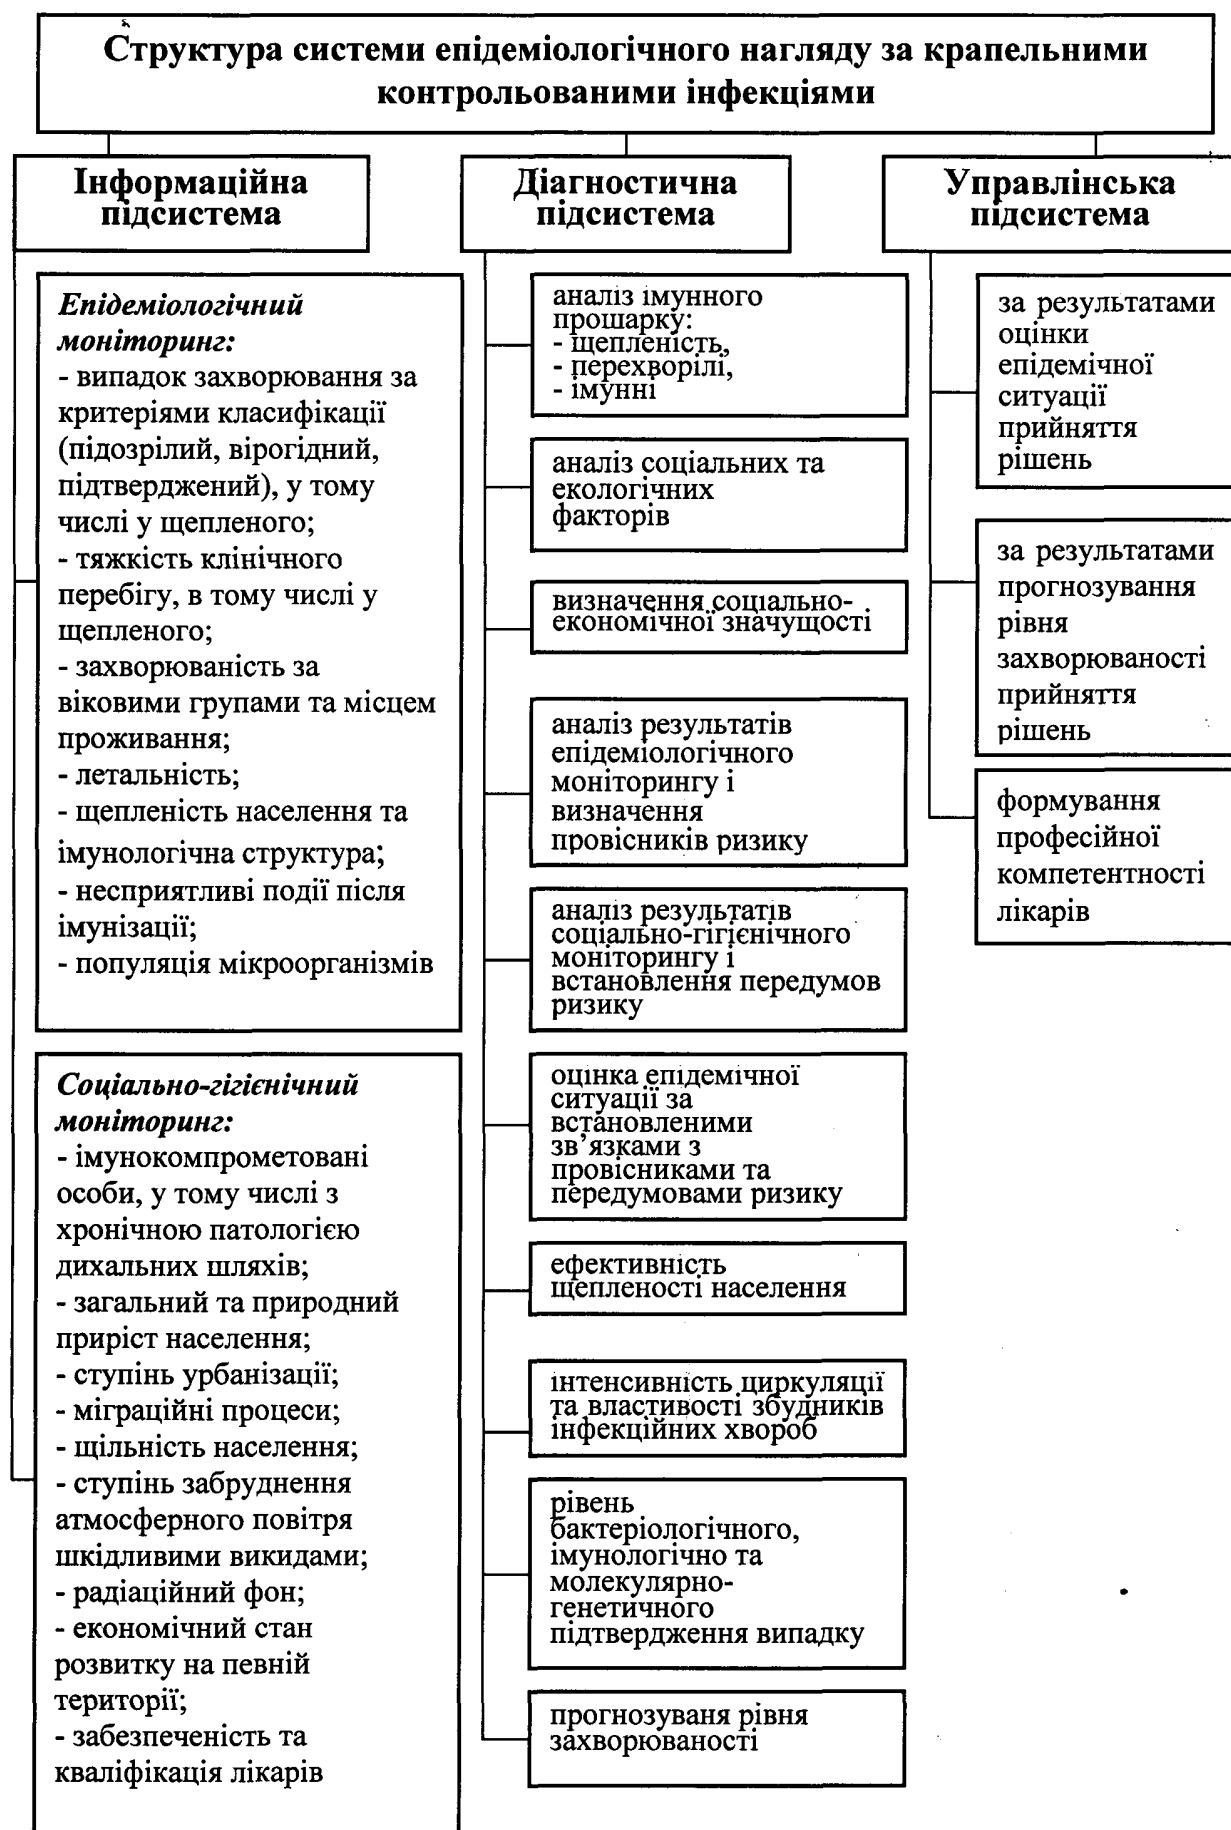 Структура системи епідеміологічного нагляду за крапельними
контрольованими інфекціями
Інформаційна
підсистема
Епідеміологічний
моніторинг:
- випадок захворювання за
критеріями класифікації
(підозрілий, вірогідний,
підтверджений), у тому
числі у щепленого;
- тяжкість клінічного
перебігу, в тому числі у
щепленого;
- захворюваність за
віковими групами та місцем
проживання;
- летальність;
- щепленість населення та
імунологічна структура;
- несприятливі події після
імунізації;
- популяція мікроорганізмів
Соціально-гігієнічний
моніторинг:
- імунокомпрометовані
особи, у тому числі з
хронічною патологією
дихальних шляхів;
- загальний та природний
приріст населення;
- ступінь урбанізації;
- міграційні процеси;
- щільність населення;
- ступінь забруднення
атмосферного повітря
шкідливими викидами;
- радіаційний фон;
- економічний стан
розвитку на певній
території;
- забезпеченість та
кваліфікація лікарів
Діагностична
підсистема
аналіз імунного
прошарку:
- щепленість,
- перехворілі,
- імунні
аналіз соціальних та
екологічних
факторів
визначення соціально-
економічної значущості
аналіз результатів
епідеміологічного
моніторингу і
визначення
провісників ризику
аналіз результатів
соціально-гігієнічного
моніторингу і
встановлення передумов
ризику
оцінка епідемічної
ситуації за
встановленими
зв’язками з
провісниками та
передумовами ризику
ефективність
щепленості населення
інтенсивність циркуляції
та властивості збудників
інфекційних хвороб
рівень
бактеріологічного,
імунологічно та
молекулярно-
генетичного
підтвердження випадку
прогнозуваня рівня
захворюваності
Управлінська
підсистема
за результатами
оцінки
епідемічної
ситуації
прийняття
рішень
за результатами
прогнозування
рівня
захворюваності
прийняття
рішень
формування
професійної
компетентності
лікарів